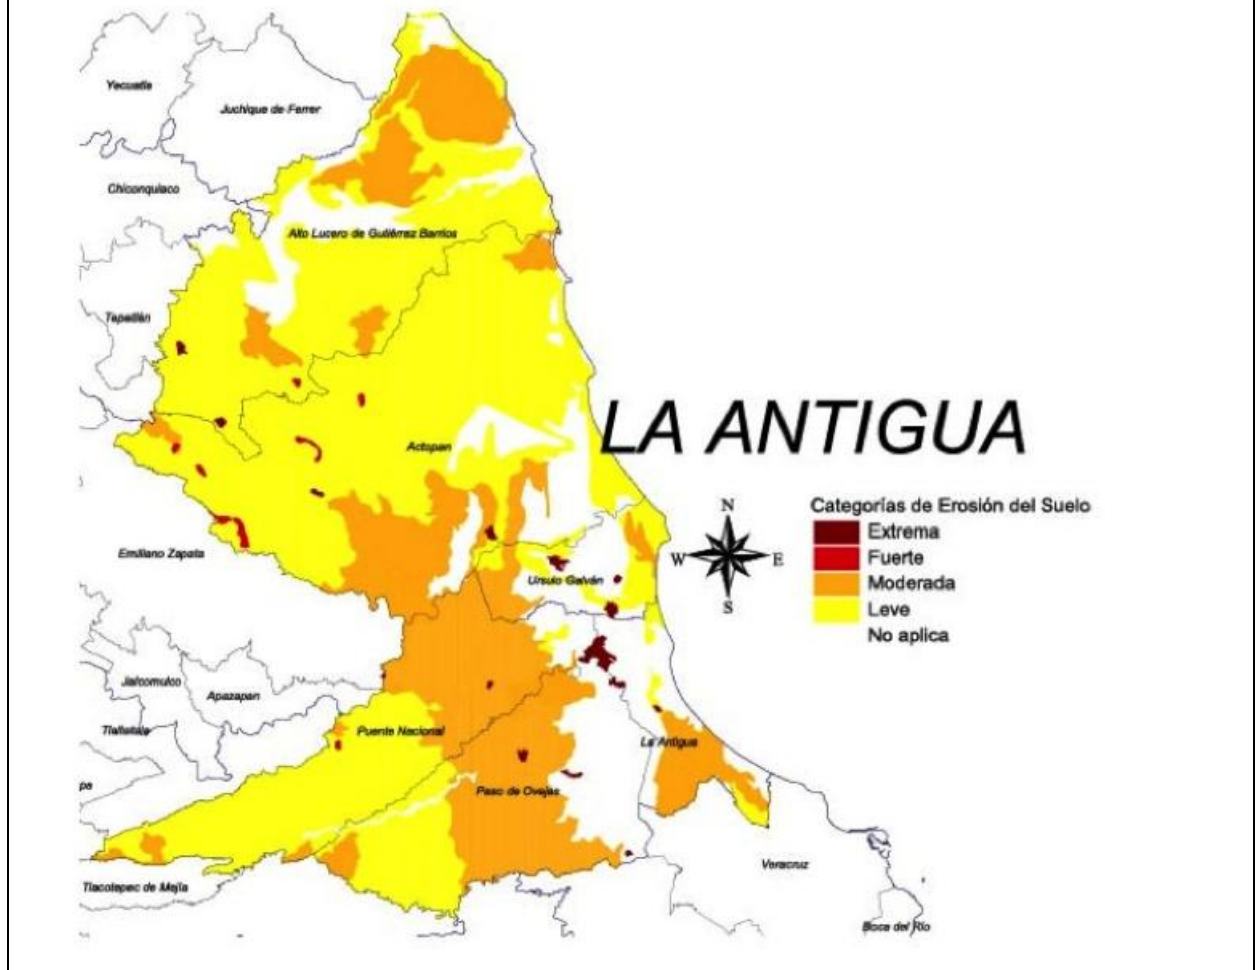 Yecuatla
Juchique de Ferrer
Chiconquiaco
Alto Lucero de Gutiérrez Barrios
Tepetlán
LA ANTIGUA
Actopan
Categorías de Erosión del Suelo
N
W
E
S
Extrema
Fuerte
Moderada
Leve
No aplica
Emiliano Zapata
Ursulo Galván
Jalcomulco
Apazapan
Puente Nacional
La Antigua
pa
Paso de Ovejas
Veracruz
Tlacotepec de Mejía
Boca del Río